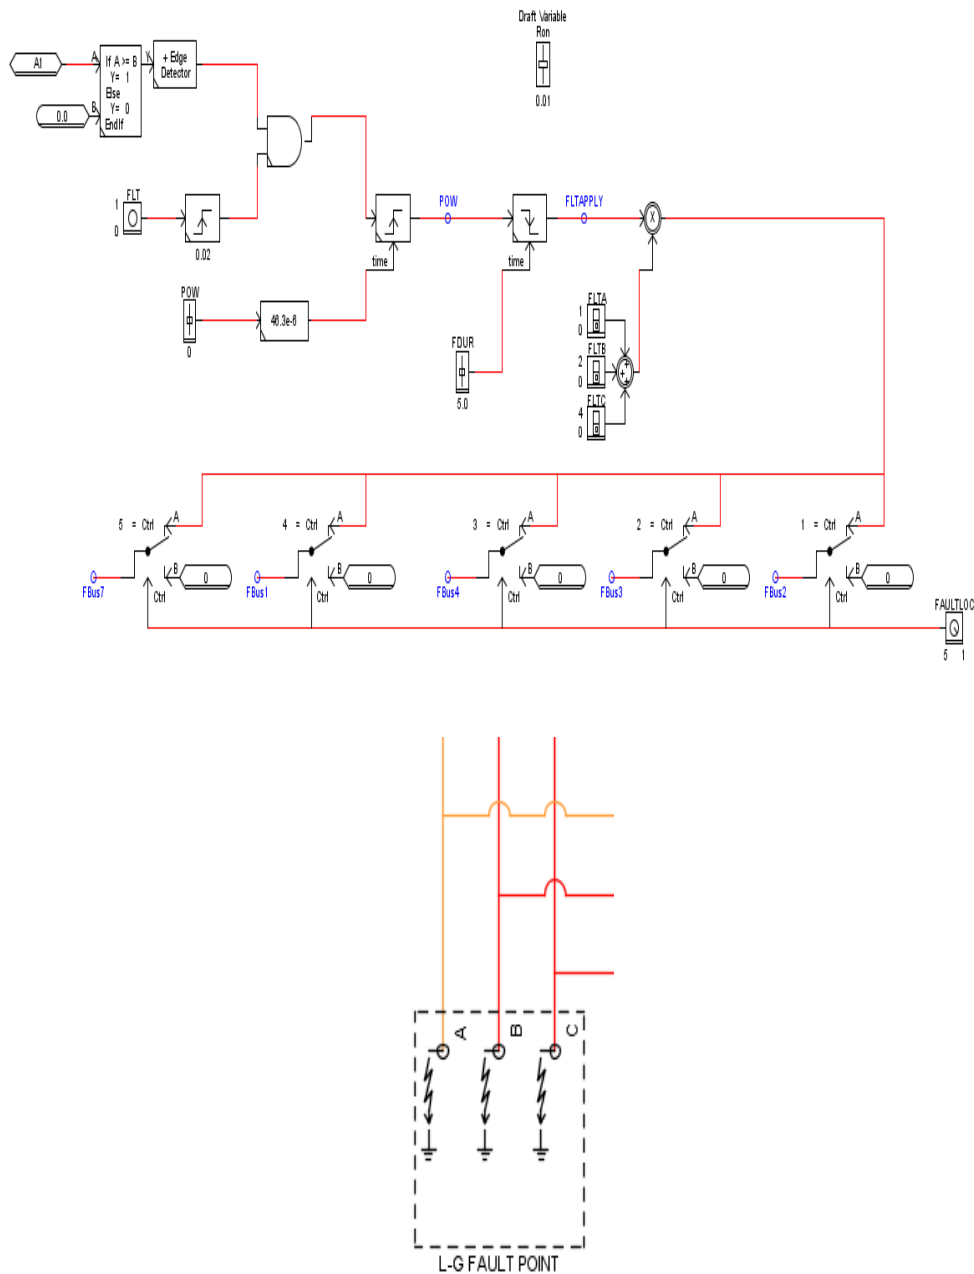 Draft Variable
Ron
0.01
A1
A
If A >= B
Y= 1
Else
Y= 0
EndIf
Y
+ Edge
Detector
0.0
B
FLT
1
0
0.02
POW
0
46.3e-6
time
POW
FDUR
5.0
time
FLTAPPLY
X
FLTA
1
0
FLTB
2
0
FLTC
4
0
+
+
+
5 = Ctrl
A
B
0
Ctrl
FBus7
4 = Ctrl
A
B
0
Ctrl
FBus1
3 = Ctrl
A
B
0
Ctrl
FBus4
2 = Ctrl
A
B
0
Ctrl
FBus3
1 = Ctrl
A
B
0
Ctrl
FBus2
FAULTLOC
5 1
A
B
C
L-G FAULT POINT